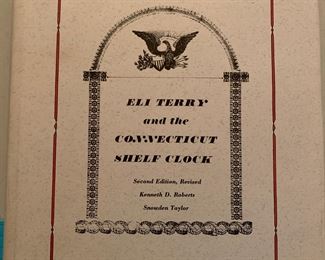 ELI TERRY
and the
CONNECTICUT
SHELF CLOCK
Second Edition, Revised
Kenneth D. Roberts
Snowden Taylor